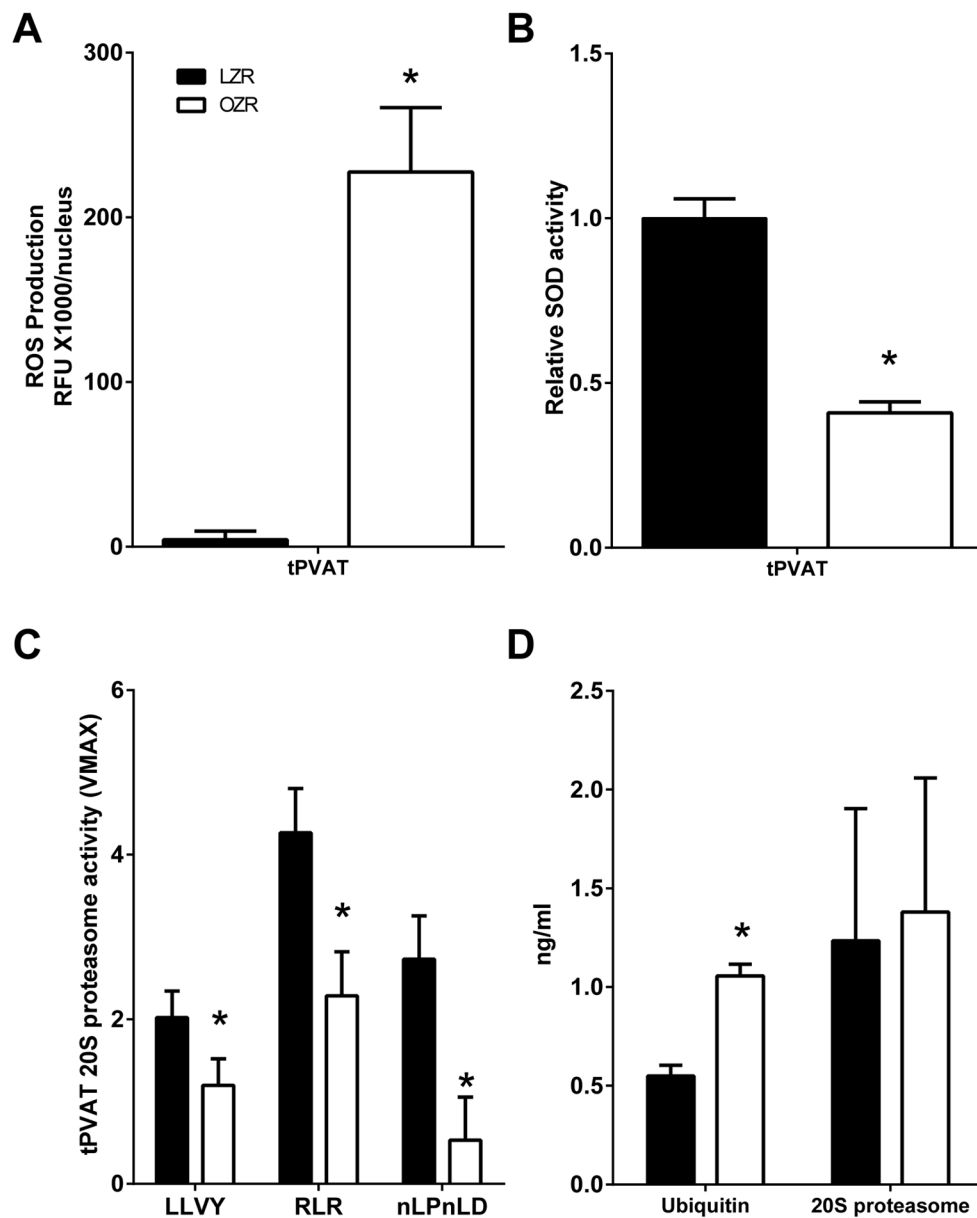 A
ROS Production
RFU X1000/nucleus
300
200
100
0
LZR
OZR
*
tPVAT
B
Relative SOD activity
1.5
1.0
0.5
0.0
*
tPVAT
C
tPVAT 20S proteasome activity (VMAX)
6
4
2
0
*
*
*
LLVY RLR nLPnLD
D
ng/ml
2.5
2.0
1.5
1.0
0.5
0.0
*
Ubiquitin 20S proteasome